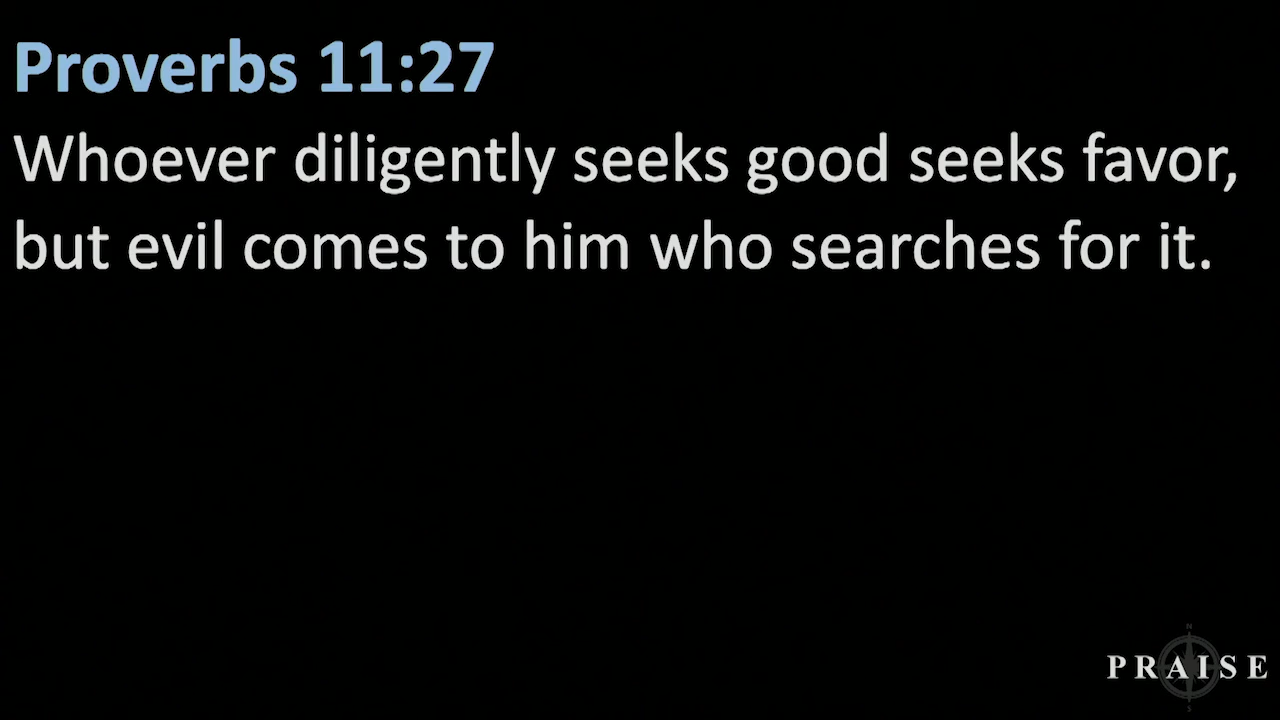 Proverbs 11:27
Whoever diligently seeks good seeks favor,
but evil comes to him who searches for it.
N
PRAISE
S